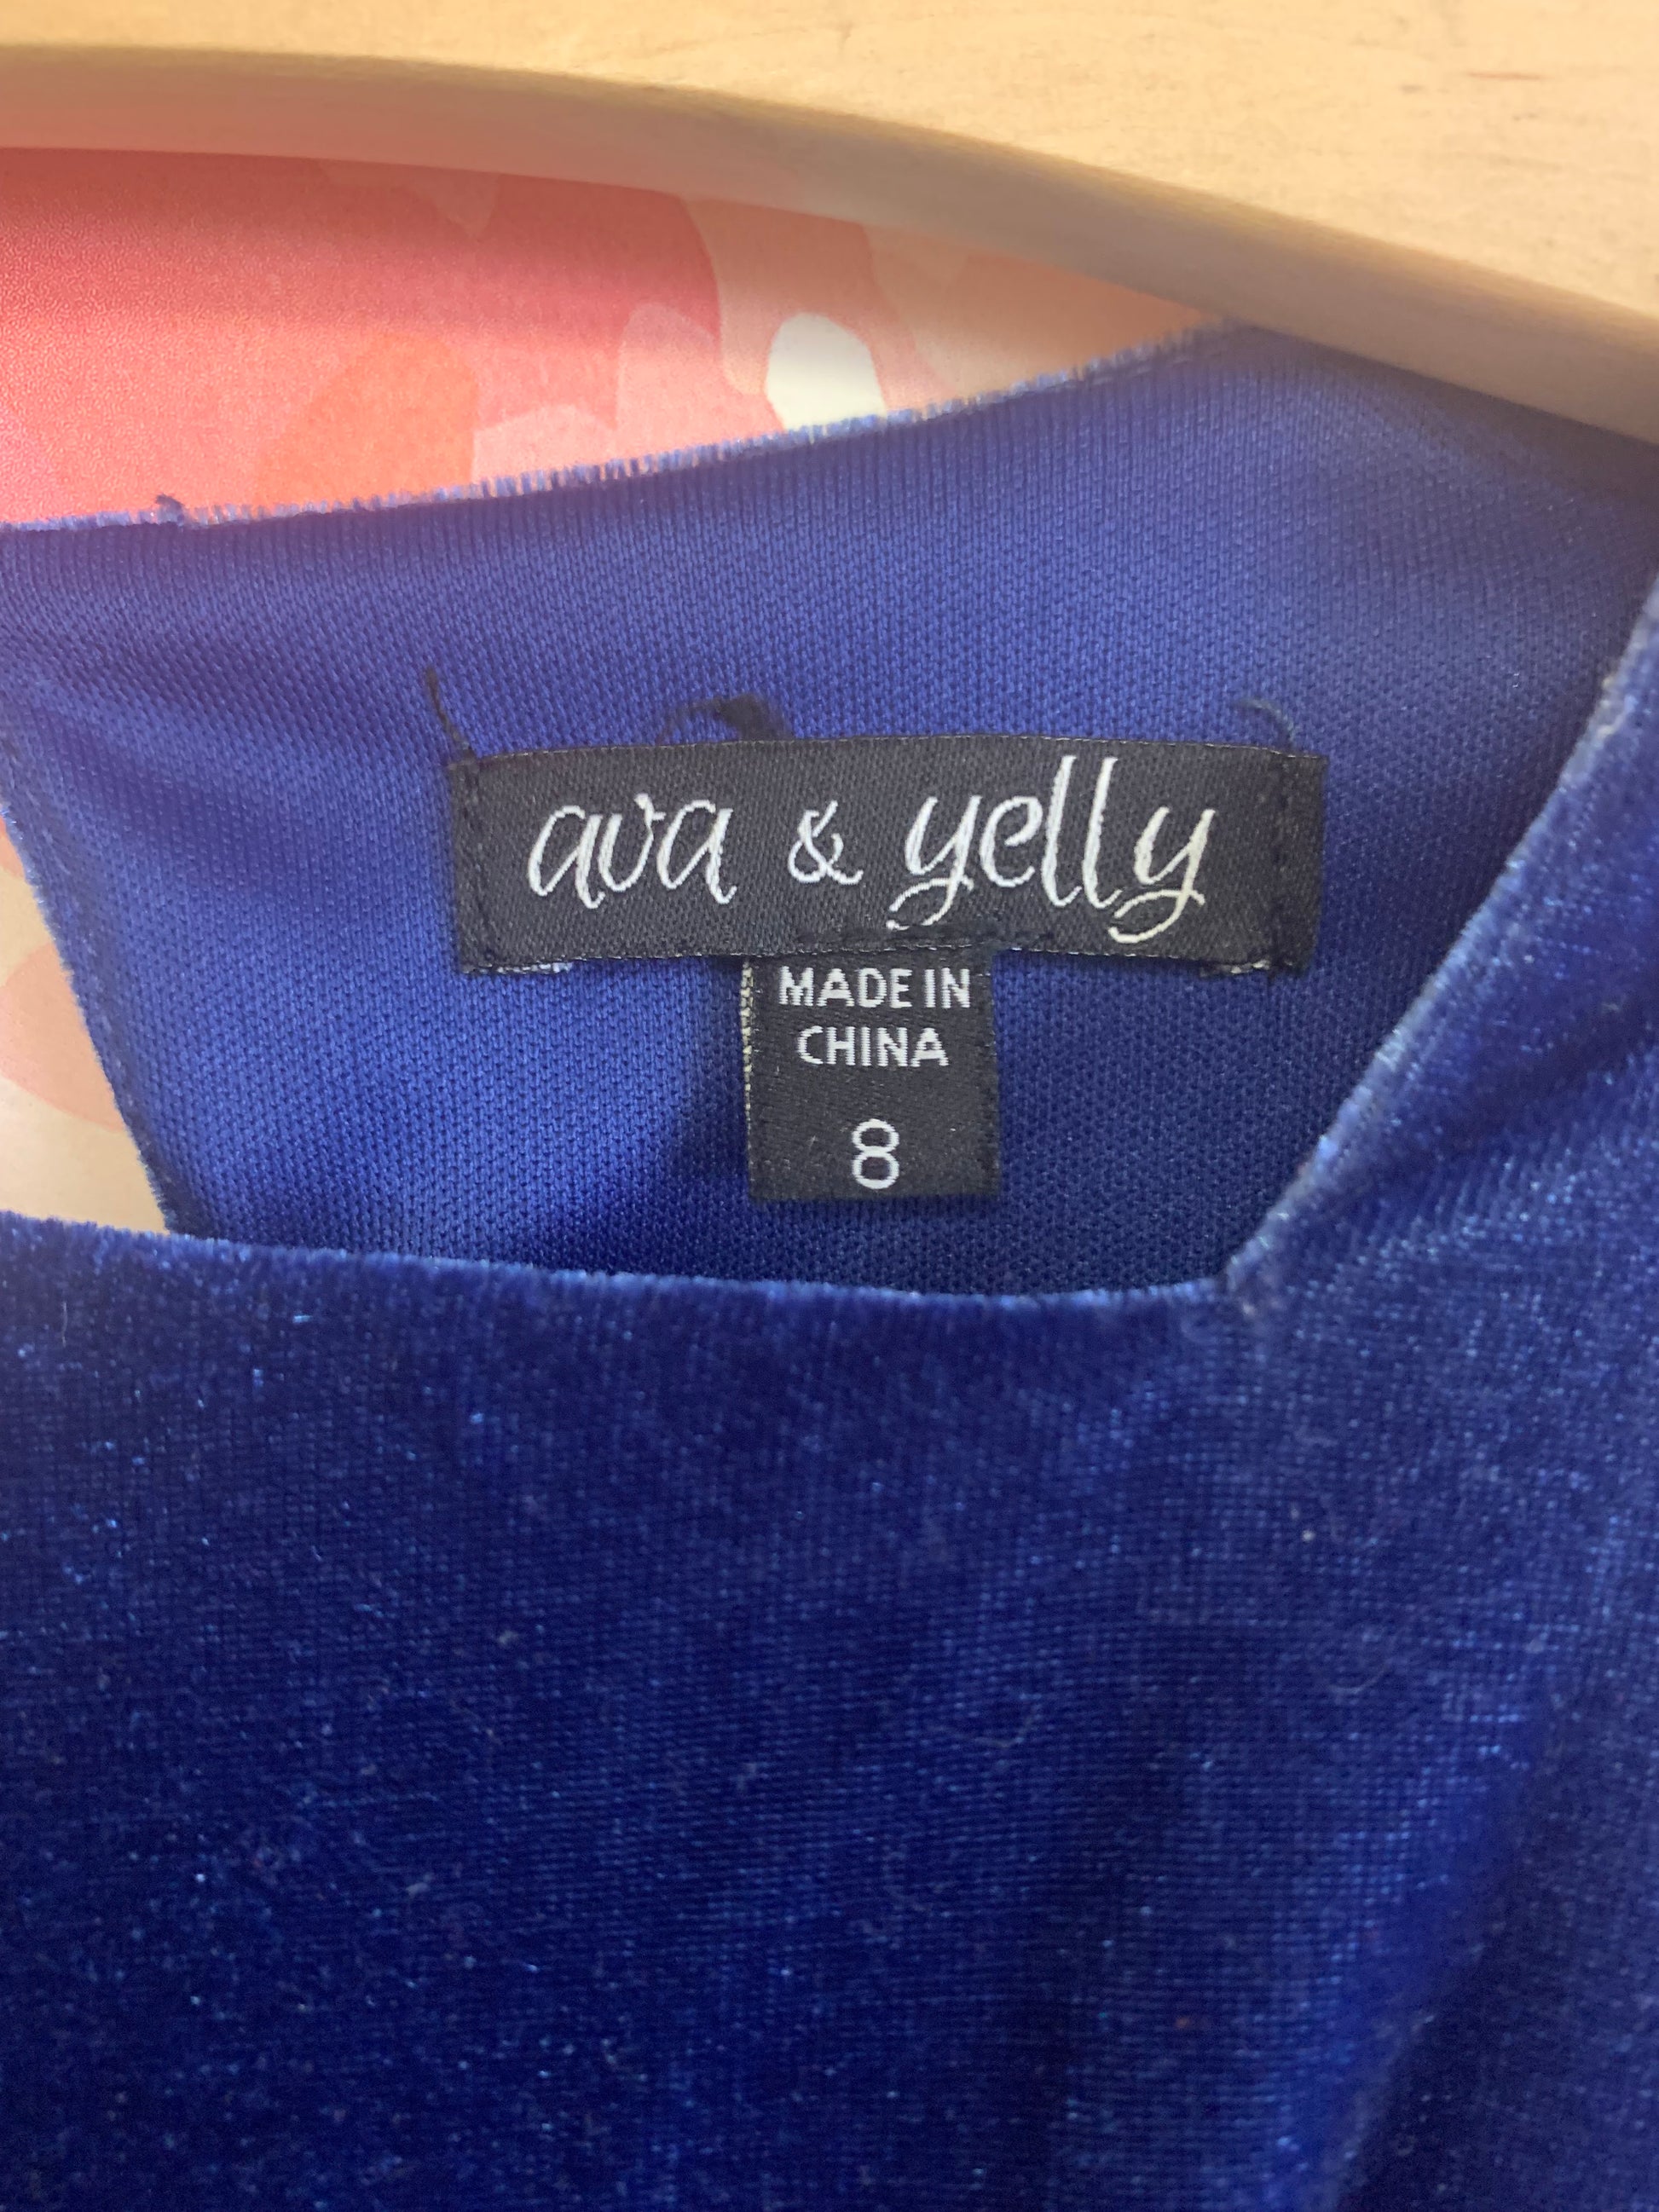 ava & yelly
MADE IN
CHINA
8